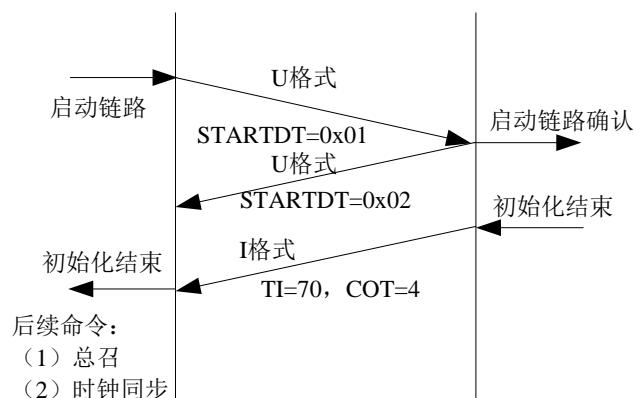 U格式
启动链路
STARTDT=0x01
启动链路确认
U格式
STARTDT=0x02
初始化结束
I格式
初始化结束
TI=70，COT=4
后续命令：
（1）总召
（2）时钟同步